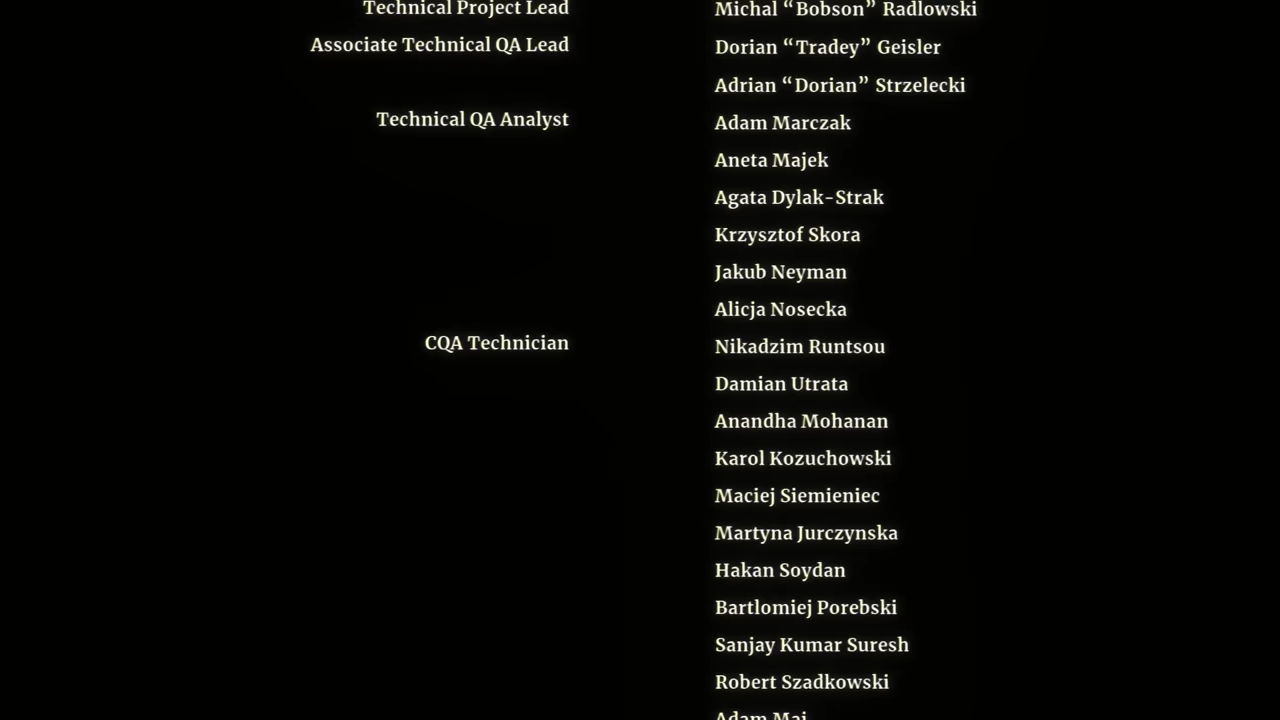 Technical Project Lead Michal “Bobson” Radlowski
Associate Technical QA Lead Dorian “Tradey” Geisler
Adrian “Dorian” Strzelecki
Technical QA Analyst Adam Marczak
Aneta Majek
Agata Dylak-Strak
Krzysztof Skora
Jakub Neyman
Alicja Nosecka
CQA Technician Nikadzim Runtsou
Damian Utrata
Anandha Mohanan
Karol Kozuchowski
Maciej Siemieniec
Martyna Jurczynska
Hakan Soydan
Bartlomiej Porebski
Sanjay Kumar Suresh
Robert Szadkowski
Adam